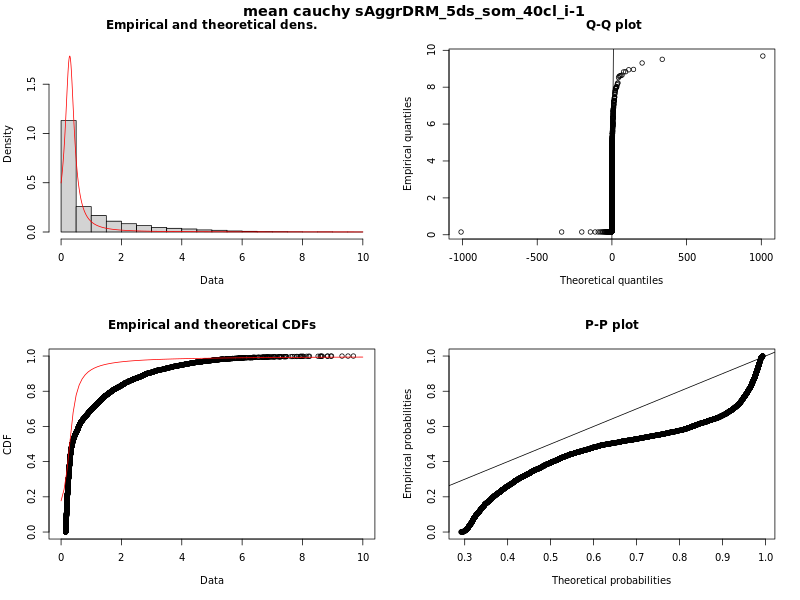 mean cauchy sAggrDRM_5ds_som_40cl_i-1
Empirical and theoretical dens.
Density
0.0 0.5 1.0 1.5
0 2 4 6 8 10
Data
Q-Q plot
Empirical quantiles
0 2 4 6 8 10
-1000 -500 0 500 1000
Theoretical quantiles
Empirical and theoretical CDFs
CDF
0.0 0.2 0.4 0.6 0.8 1.0
0 2 4 6 8 10
Data
P-P plot
Empirical probabilities
0.0 0.2 0.4 0.6 0.8 1.0
0.3 0.4 0.5 0.6 0.7 0.8 0.9 1.0
Theoretical probabilities